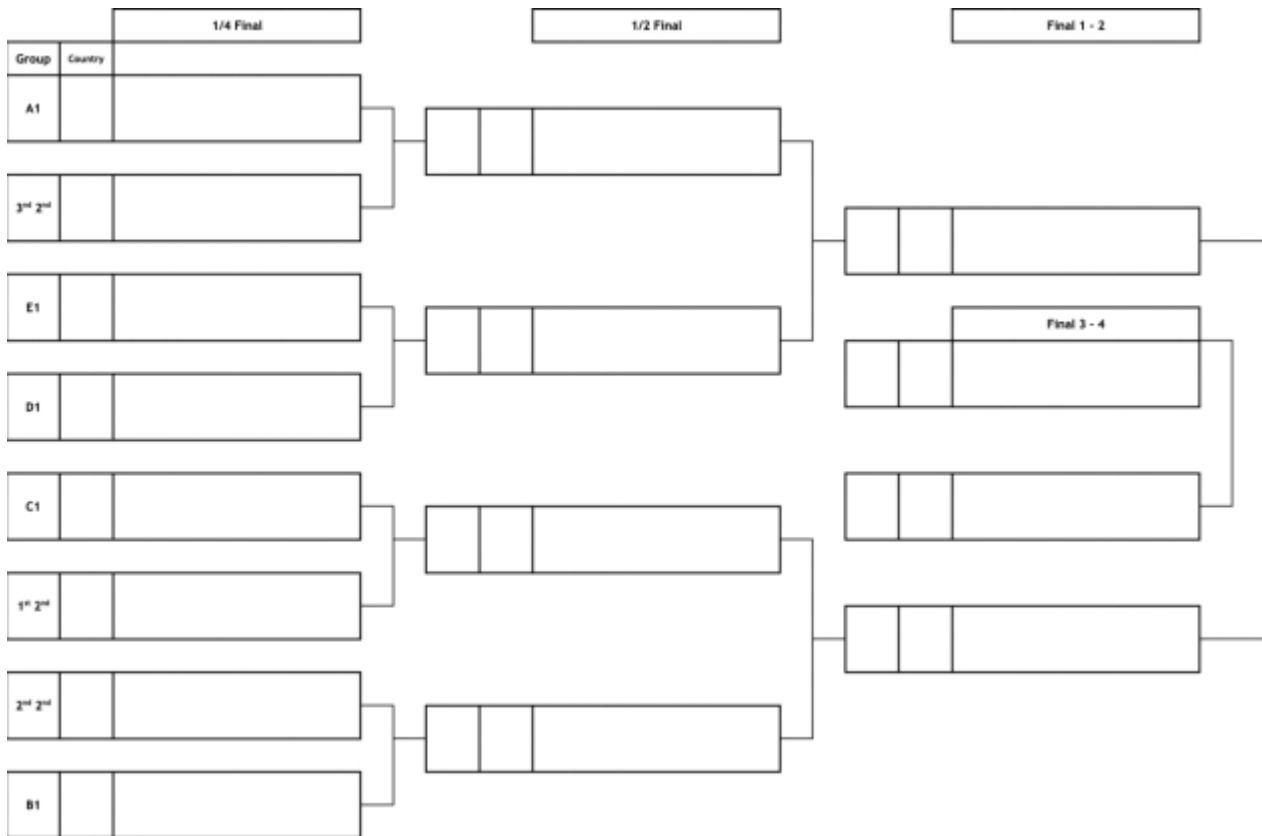 1/4 Final 1/2 Final Final 1 - 2
Group Country
A1
3ⁿᵈ 2ⁿᵈ
E1
Final 3 - 4
D1
C1
1ˢᵗ 2ⁿᵈ
2ⁿᵈ 2ⁿᵈ
B1